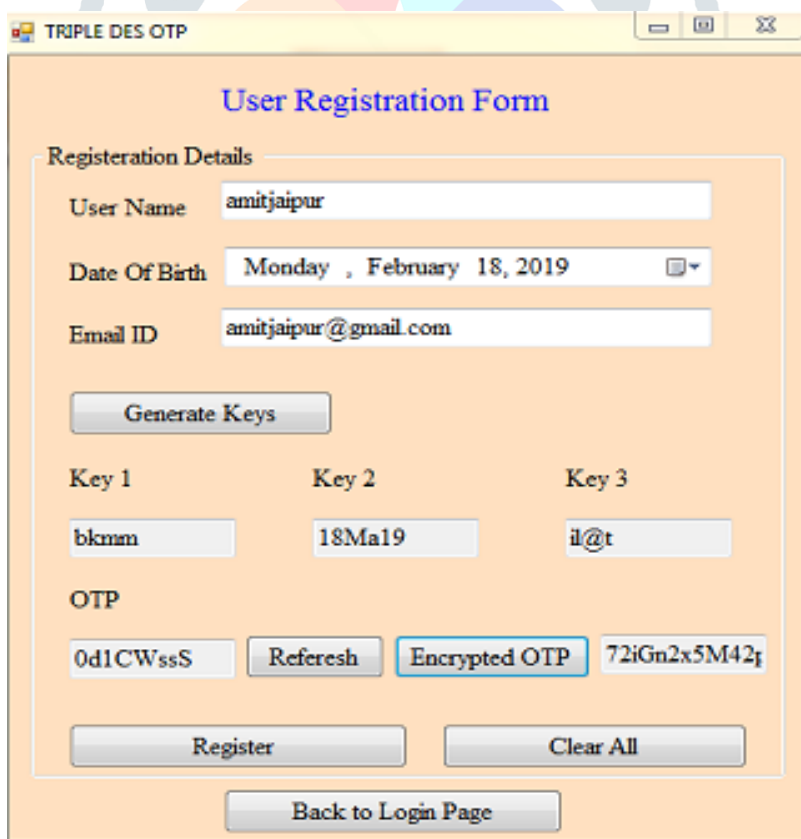 TRIPLE DES OTP
User Registration Form
Registeration Details
User Name amitjaipur
Date Of Birth Monday , February 18, 2019
Email ID amitjaipur@gmail.com
Generate Keys
Key 1 Key 2 Key 3
bkmm 18Ma19 il@t
OTP
0d1CWssS Referesh Encrypted OTP
Register Clear All
Back to Login Page